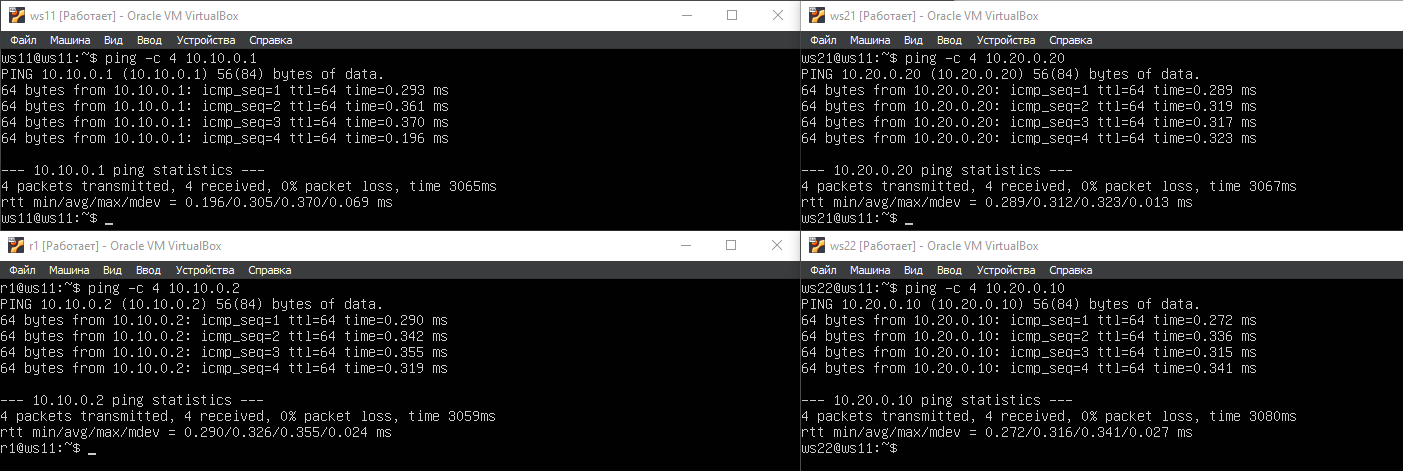 ws11 [Работает] - Oracle VM VirtualBox
Файл Машина Вид Ввод Устройства Справка
ws11@ws11:~$ ping -c 4 10.10.0.1
PING 10.10.0.1 (10.10.0.1) 56(84) bytes of data.
64 bytes from 10.10.0.1: icmp_seq=1 ttl=64 time=0.293 ms
64 bytes from 10.10.0.1: icmp_seq=2 ttl=64 time=0.361 ms
64 bytes from 10.10.0.1: icmp_seq=3 ttl=64 time=0.370 ms
64 bytes from 10.10.0.1: icmp_seq=4 ttl=64 time=0.196 ms
--- 10.10.0.1 ping statistics ---
4 packets transmitted, 4 received, 0% packet loss, time 3065ms
rtt min/avg/max/mdev = 0.196/0.305/0.370/0.069 ms
ws11@ws11:~$ _
ws21 [Работает] - Oracle VM VirtualBox
Файл Машина Вид Ввод Устройства Справка
ws21@ws11:~$ ping -c 4 10.20.0.20
PING 10.20.0.20 (10.20.0.20) 56(84) bytes of data.
64 bytes from 10.20.0.20: icmp_seq=1 ttl=64 time=0.289 ms
64 bytes from 10.20.0.20: icmp_seq=2 ttl=64 time=0.319 ms
64 bytes from 10.20.0.20: icmp_seq=3 ttl=64 time=0.317 ms
64 bytes from 10.20.0.20: icmp_seq=4 ttl=64 time=0.323 ms
--- 10.20.0.20 ping statistics ---
4 packets transmitted, 4 received, 0% packet loss, time 3067ms
rtt min/avg/max/mdev = 0.289/0.312/0.323/0.013 ms
ws21@ws11:~$ _
r1 [Работает] - Oracle VM VirtualBox
Файл Машина Вид Ввод Устройства Справка
r1@ws11:~$ ping -c 4 10.10.0.2
PING 10.10.0.2 (10.10.0.2) 56(84) bytes of data.
64 bytes from 10.10.0.2: icmp_seq=1 ttl=64 time=0.290 ms
64 bytes from 10.10.0.2: icmp_seq=2 ttl=64 time=0.342 ms
64 bytes from 10.10.0.2: icmp_seq=3 ttl=64 time=0.355 ms
64 bytes from 10.10.0.2: icmp_seq=4 ttl=64 time=0.319 ms
--- 10.10.0.2 ping statistics ---
4 packets transmitted, 4 received, 0% packet loss, time 3059ms
rtt min/avg/max/mdev = 0.290/0.326/0.355/0.024 ms
r1@ws11:~$ _
ws22 [Работает] - Oracle VM VirtualBox
Файл Машина Вид Ввод Устройства Справка
ws22@ws11:~$ ping -c 4 10.20.0.10
PING 10.20.0.10 (10.20.0.10) 56(84) bytes of data.
64 bytes from 10.20.0.10: icmp_seq=1 ttl=64 time=0.272 ms
64 bytes from 10.20.0.10: icmp_seq=2 ttl=64 time=0.336 ms
64 bytes from 10.20.0.10: icmp_seq=3 ttl=64 time=0.315 ms
64 bytes from 10.20.0.10: icmp_seq=4 ttl=64 time=0.341 ms
--- 10.20.0.10 ping statistics ---
4 packets transmitted, 4 received, 0% packet loss, time 3080ms
rtt min/avg/max/mdev = 0.272/0.316/0.341/0.027 ms
ws22@ws11:~$